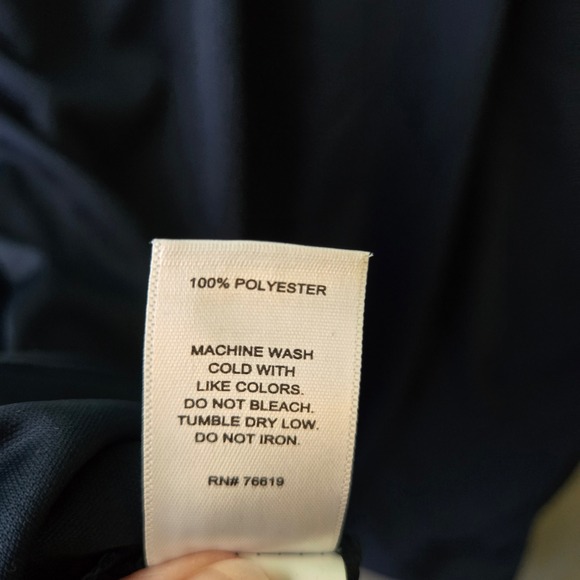 100% POLYESTER
MACHINE WASH
COLD WITH
LIKE COLORS.
DO NOT BLEACH.
TUMBLE DRY LOW.
DO NOT IRON.
RN# 76619